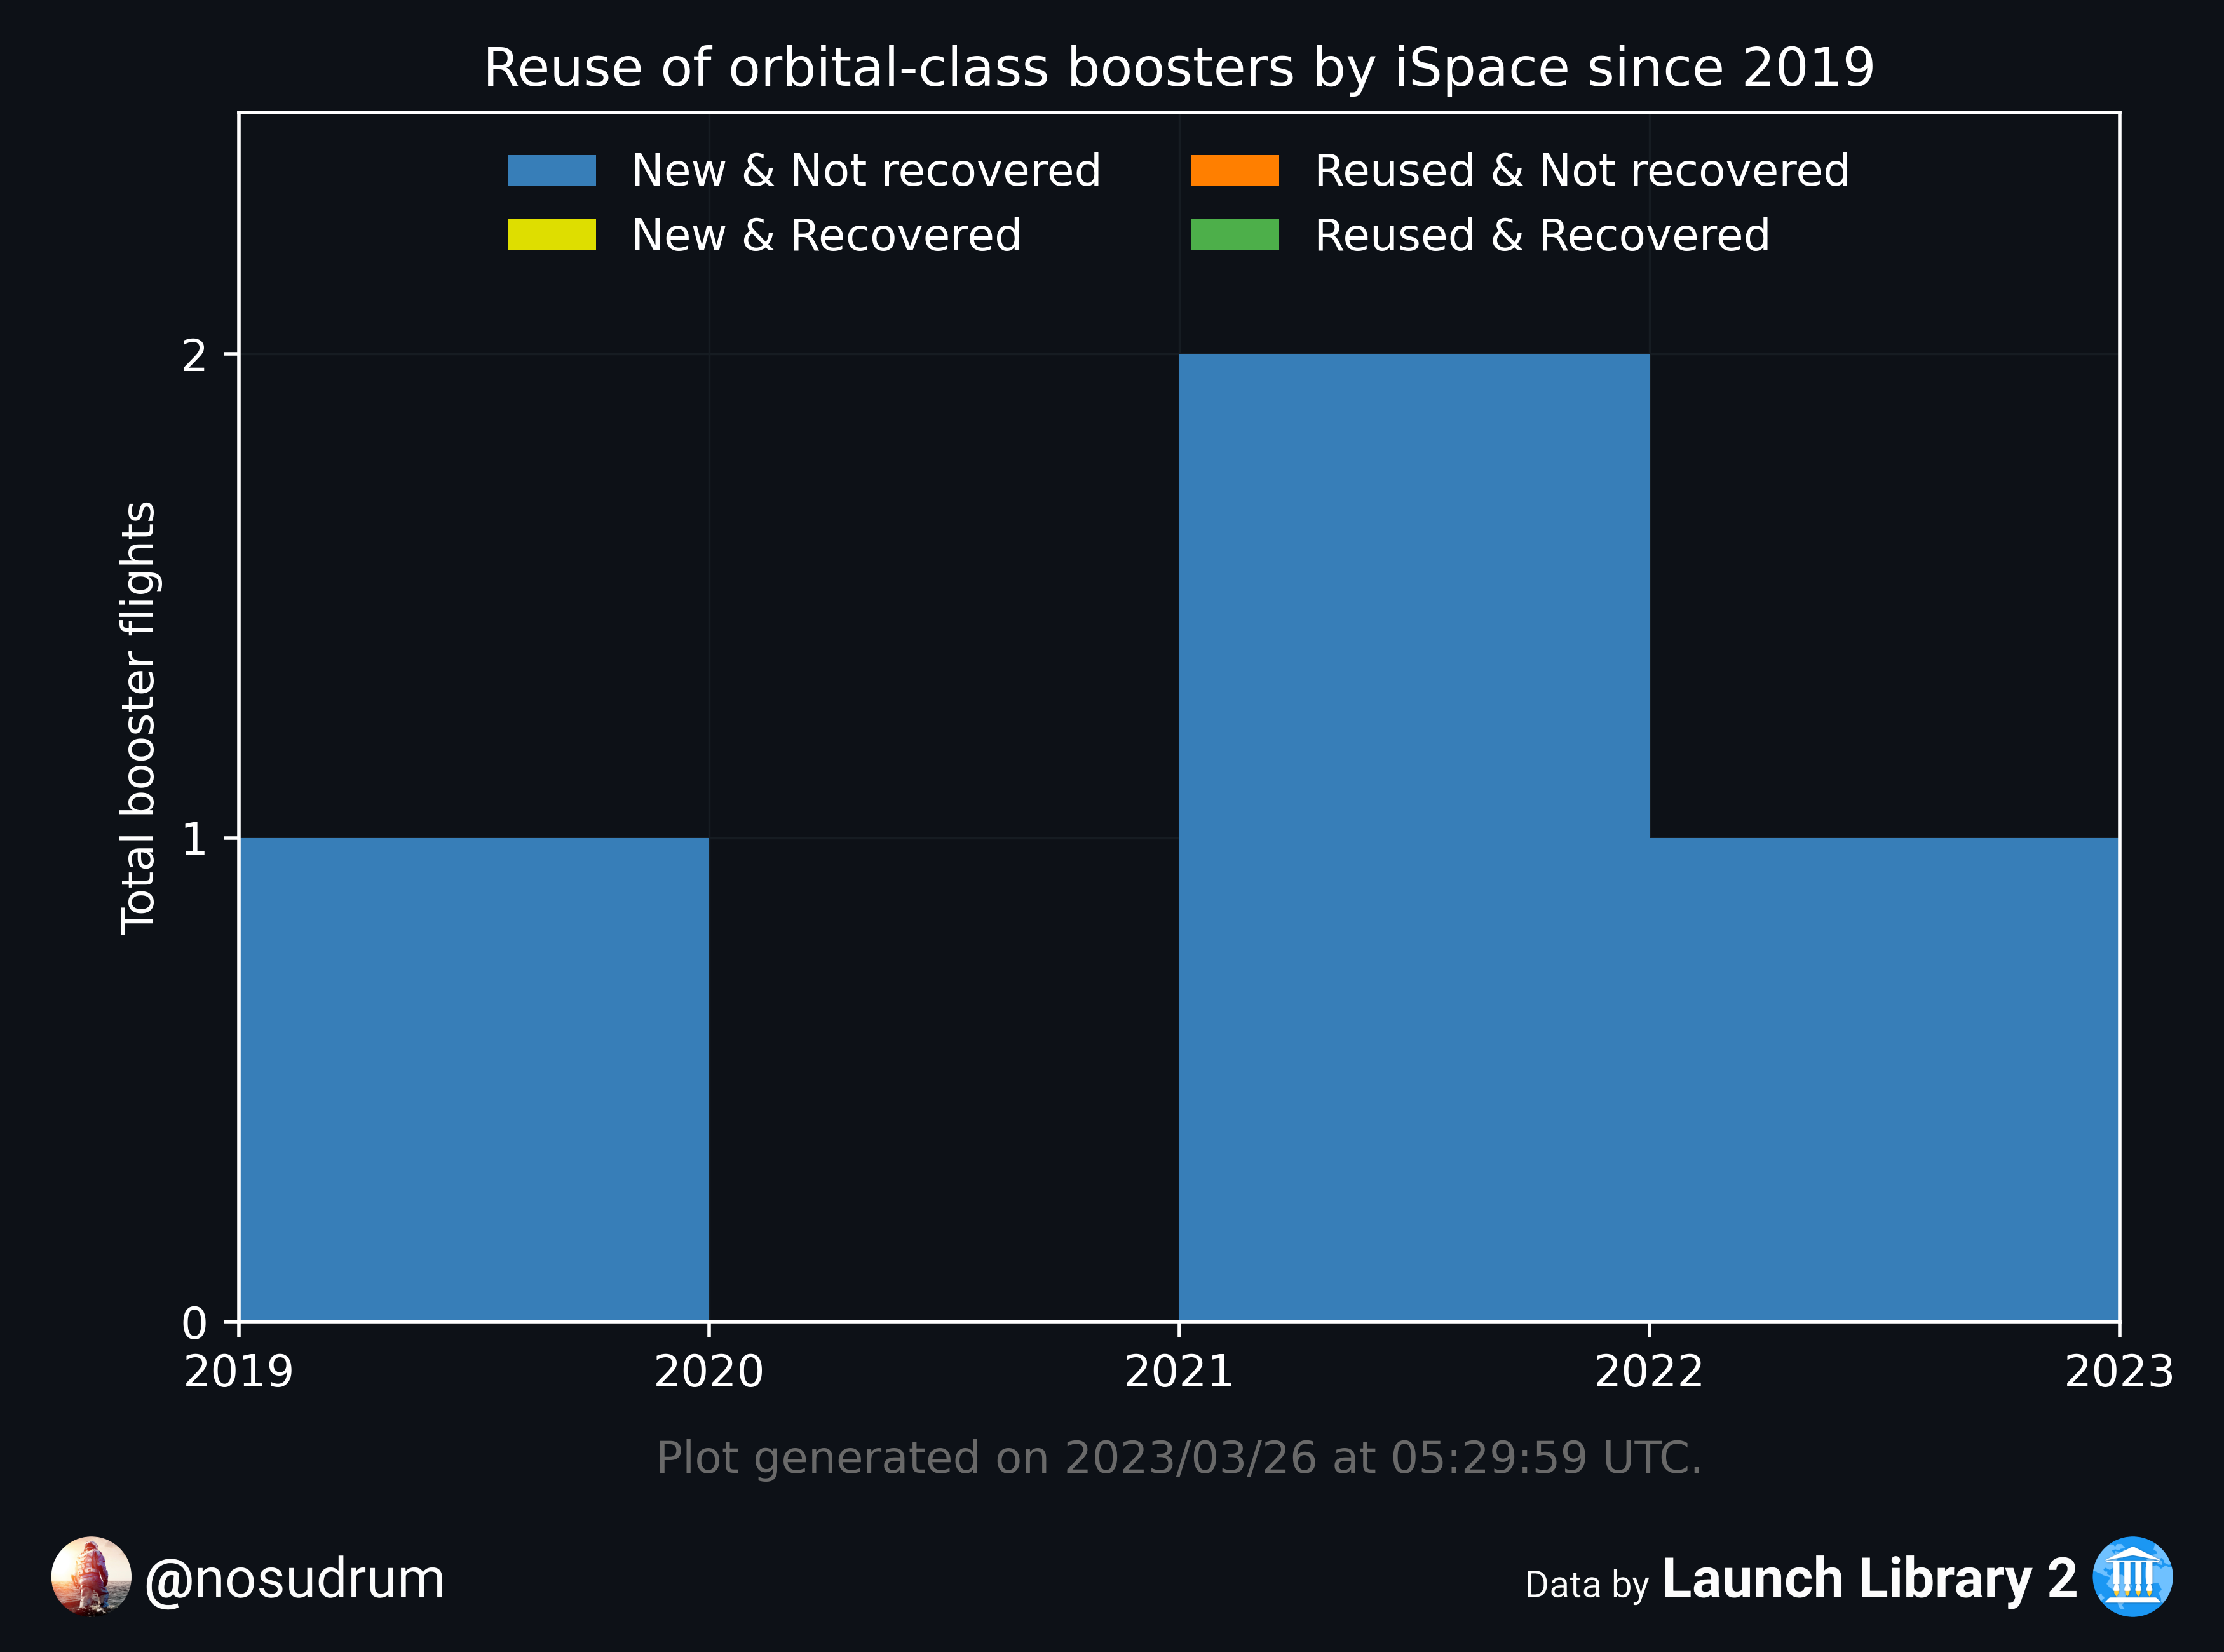 Reuse of orbital-class boosters by iSpace since 2019
New & Not recovered
Reused & Not recovered
New & Recovered
Reused & Recovered
Total booster flights
2
1
0
2019 2020 2021 2022 2023
Plot generated on 2023/03/26 at 05:29:59 UTC.
@nosudrum
Data by Launch Library 2